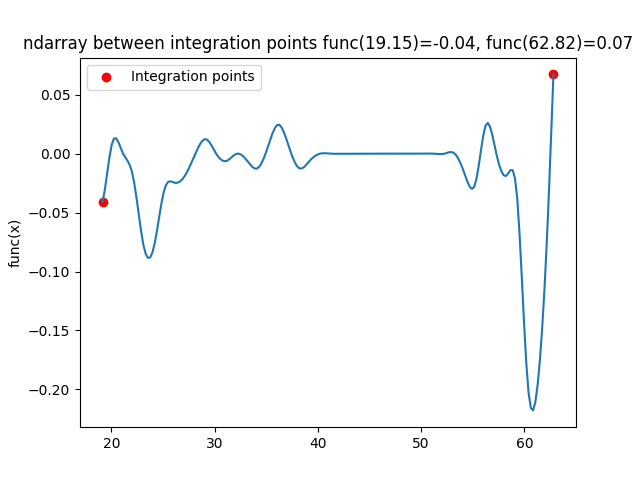 ndarray between integration points func(19.15)=-0.04, func(62.82)=0.07
Integration points
func(x)
0.05
0.00
−0.05
−0.10
−0.15
−0.20
20 30 40 50 60